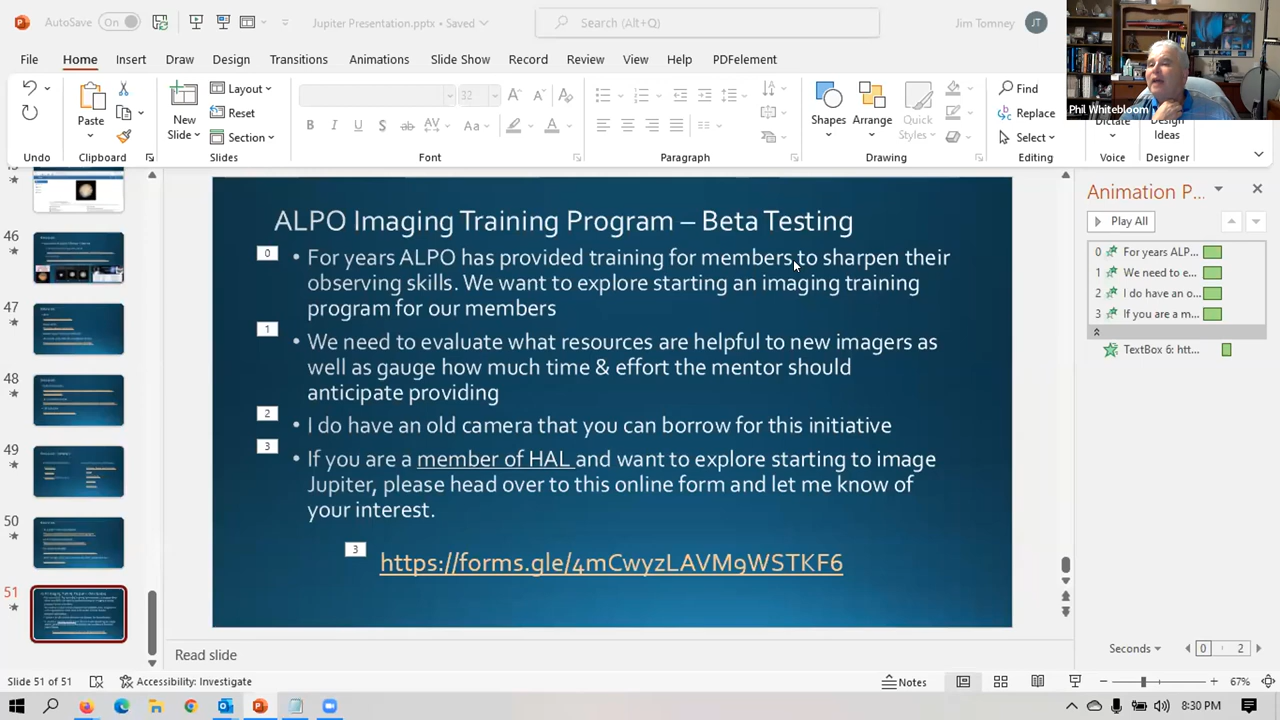 AutoSave On
Jupiter Presentation.pptx • Saved
Search (Alt+Q)
Jim Tomney JT
File Home Insert Draw Design Transitions Animations Slide Show Record Review View Help PDFelement
Phil Whitebloom
Paste
New
Slide
Layout
Reset
Section
32
B I U S ab AV Aa A
Shapes Arrange Quick
Styles
Find
Replace
Select
Dictate
Design
Ideas
Undo Clipboard Slides Font Paragraph Drawing Editing Voice Designer
Animation P...
Play All
0 For years ALP...
1 We need to e...
2 I do have an o...
3 If you are a m...
TextBox 6: htt...
46
47
48
49
50
51
ALPO Imaging Training Program – Beta Testing
0
• For years ALPO has provided training for members to sharpen their
observing skills. We want to explore starting an imaging training
program for our members
1
• We need to evaluate what resources are helpful to new imagers as
well as gauge how much time & effort the mentor should
anticipate providing
2
• I do have an old camera that you can borrow for this initiative
3
• If you are a member of HAL and want to explore starting to image
Jupiter, please head over to this online form and let me know of
your interest.
https://forms.gle/4mCwyzLAVM9WSTKF6
Read slide
Seconds 0 2
Slide 51 of 51 Accessibility: Investigate
Notes
67%
8:30 PM